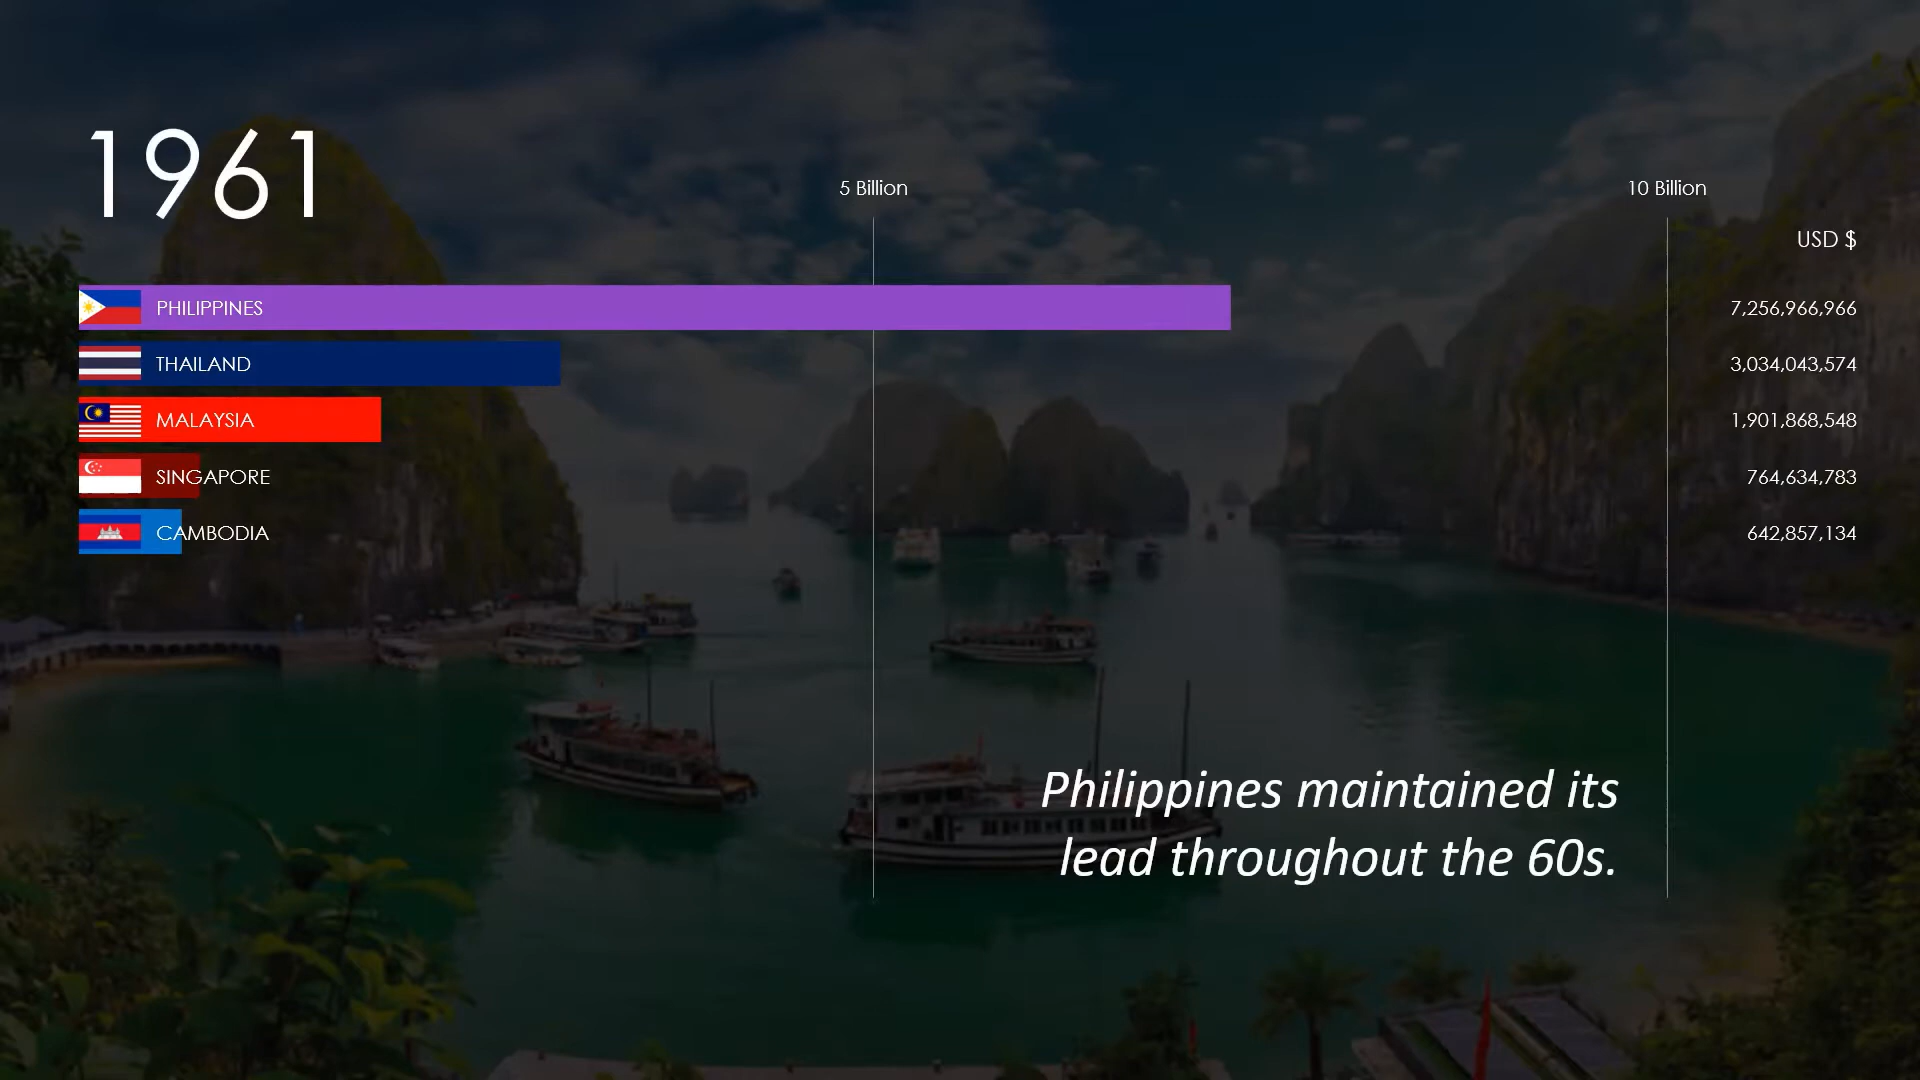 1961
5 Billion
10 Billion
USD $
PHILIPPINES 7,256,966,966
THAILAND 3,034,043,574
MALAYSIA 1,901,868,548
SINGAPORE 764,634,783
CAMBODIA 642,857,134
Philippines maintained its
lead throughout the 60s.